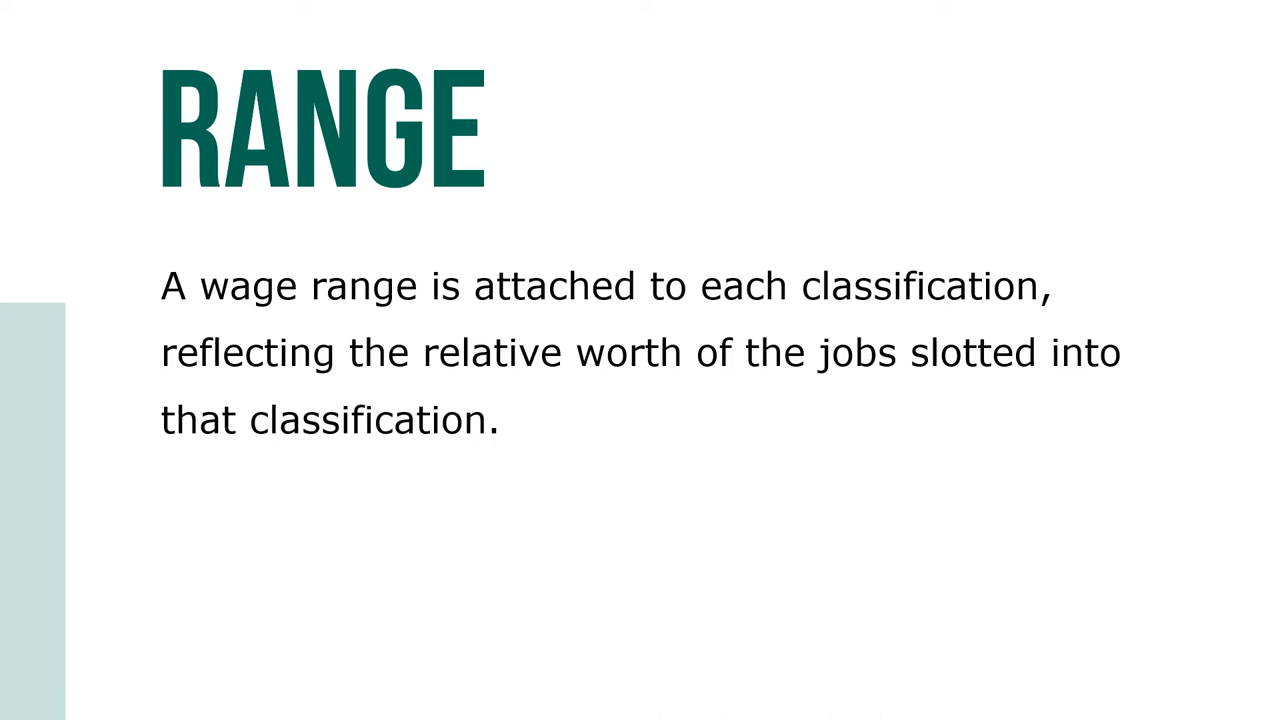 RANGE
A wage range is attached to each classification,
reflecting the relative worth of the jobs slotted into
that classification.